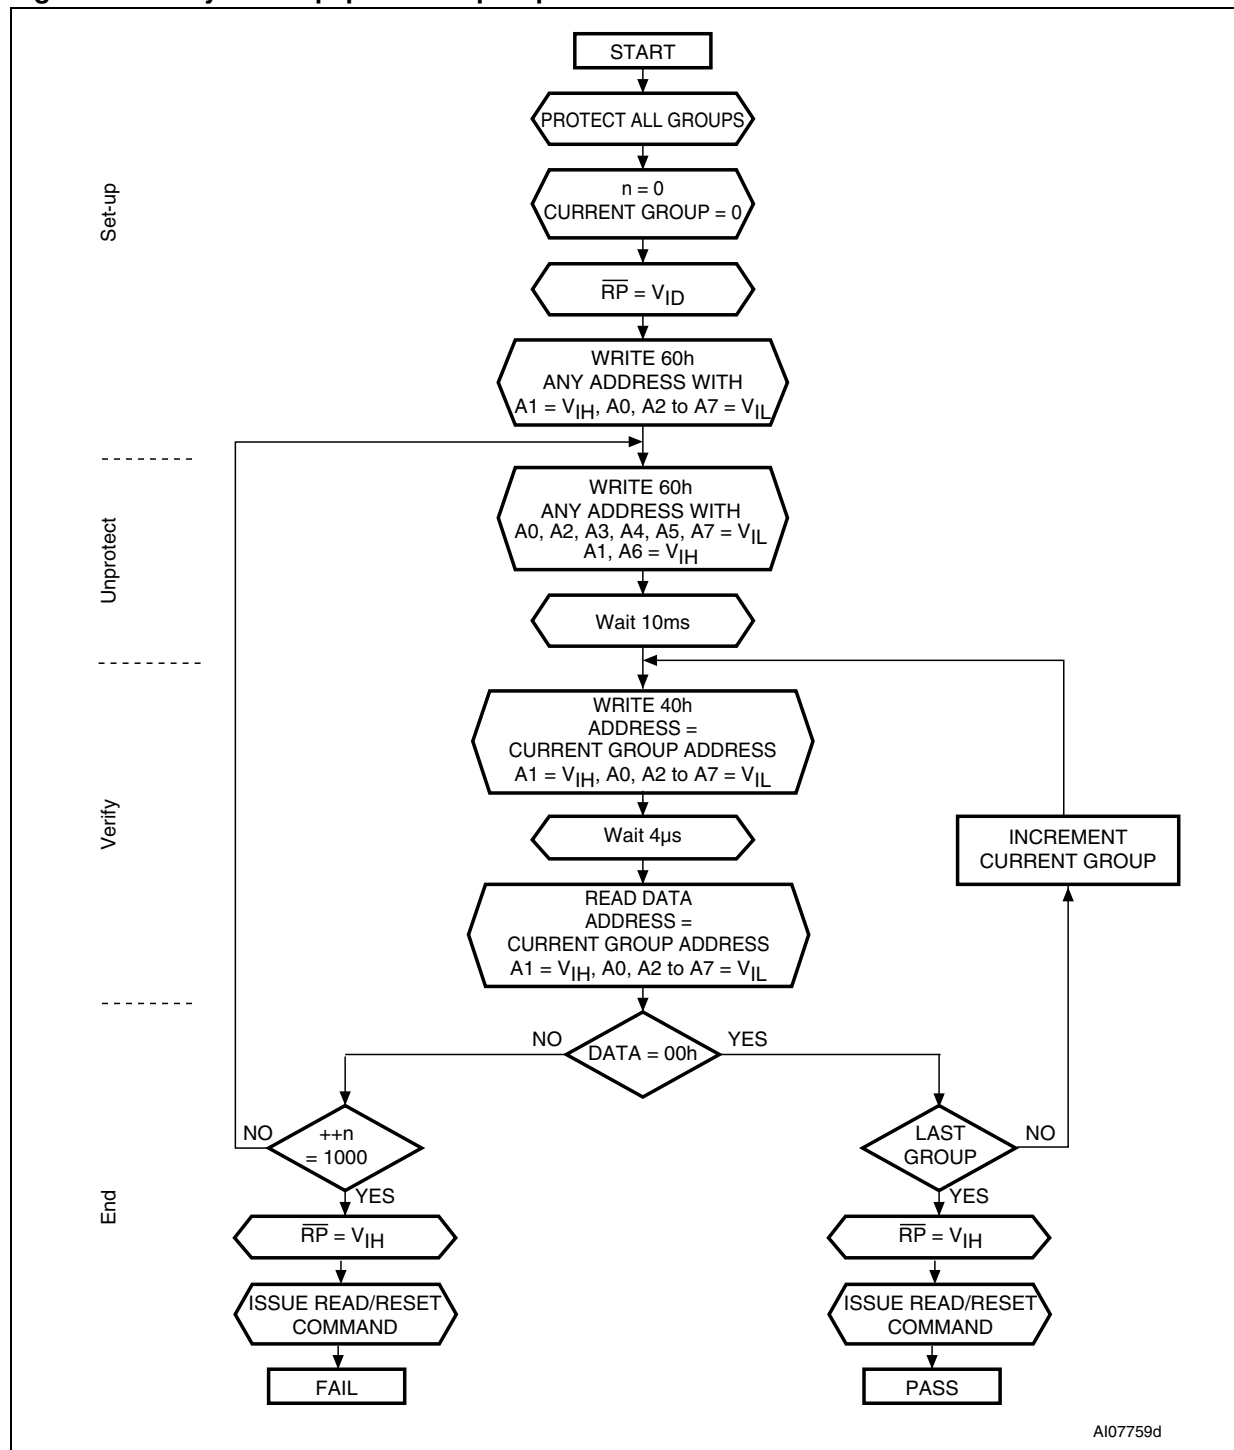 START
PROTECT ALL GROUPS
n = 0
CURRENT GROUP = 0
Set-up
RP = VID
WRITE 60h
ANY ADDRESS WITH
A1 = VIH, A0, A2 to A7 = VIL
WRITE 60h
ANY ADDRESS WITH
A0, A2, A3, A4, A5, A7 = VIL
A1, A6 = VIH
Unprotect
Wait 10ms
WRITE 40h
ADDRESS =
CURRENT GROUP ADDRESS
A1 = VIH, A0, A2 to A7 = VIL
Verify
Wait 4µs
INCREMENT
CURRENT GROUP
READ DATA
ADDRESS =
CURRENT GROUP ADDRESS
A1 = VIH, A0, A2 to A7 = VIL
NO
DATA = 00h
YES
NO
++n
= 1000
LAST
GROUP
NO
YES
YES
End
RP = VIH
RP = VIH
ISSUE READ/RESET
COMMAND
ISSUE READ/RESET
COMMAND
FAIL
PASS
AI07759d